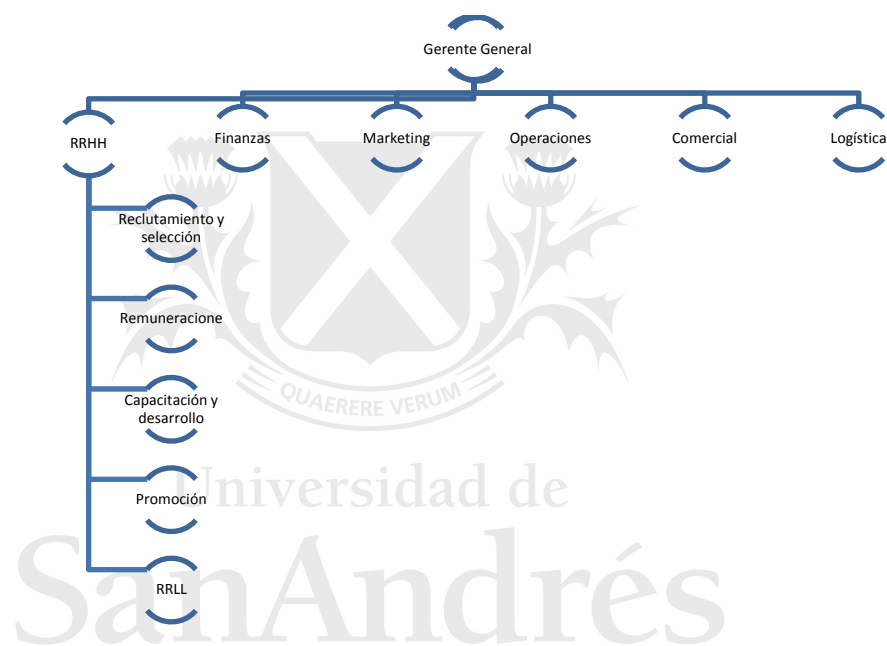 Gerente General
RRHH
Finanzas
Marketing
Operaciones
Comercial
Logística
Reclutamiento y
selección
Remuneracione
Capacitación y
desarrollo
Promoción
RRLL
QUAERERE VERUM
Universidad de
SanAndrés